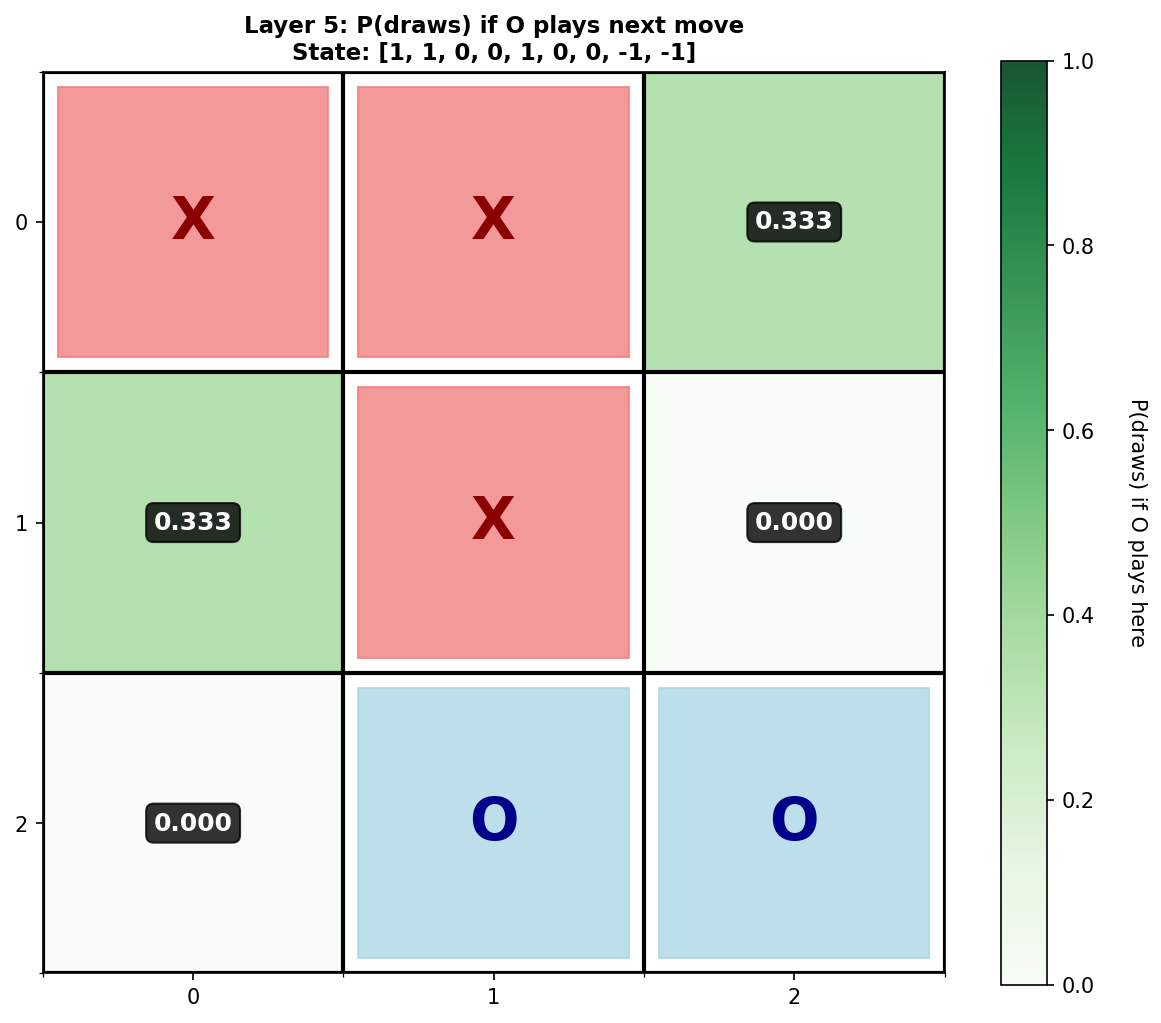 Layer 5: P(draws) if O plays next move
State: [1, 1, 0, 0, 1, 0, 0, -1, -1]
0
X
X
0.333
1
0.333
X
0.000
2
0.000
O
O
0
1
2
1.0
0.8
0.6
0.4
0.2
0.0
P(draws) if O plays here